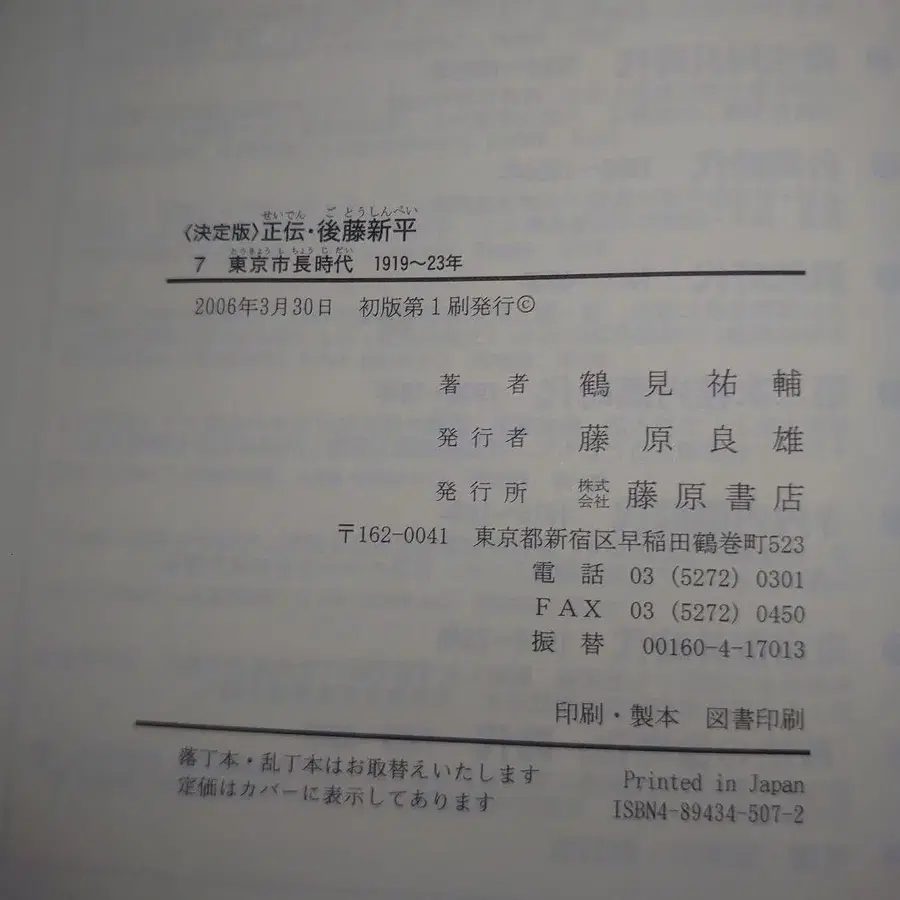 せいでん ごとうしんぺい
〈決定版〉正伝・後藤新平
とうきょうしちょうじだい
7 東京市長時代 1919〜23年
2006年3月30日 初版第1刷発行©
著者 鶴見祐輔
発行者 藤原良雄
発行所 株式会社 藤原書店
〒162-0041 東京都新宿区早稲田鶴巻町523
電話 03 (5272) 0301
FAX 03 (5272) 0450
振替 00160-4-17013
印刷・製本 図書印刷
落丁本・乱丁本はお取替えいたします
定価はカバーに表示してあります
Printed in Japan
ISBN4-89434-507-2